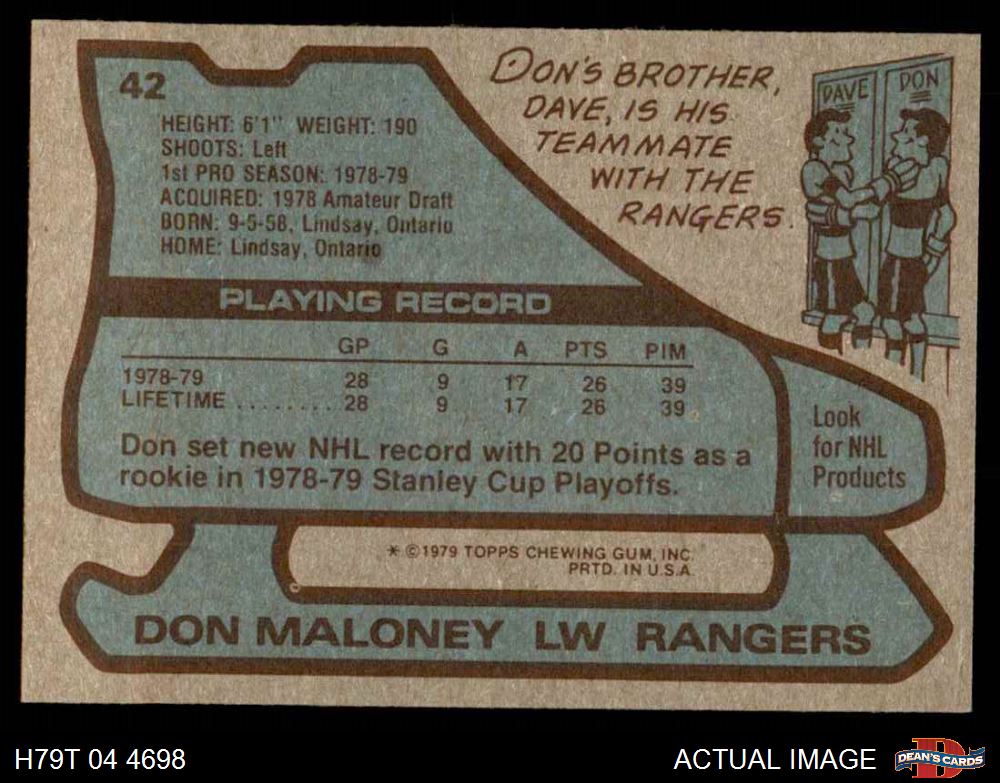 42
HEIGHT: 6'1" WEIGHT: 190
SHOOTS: Left
1st PRO SEASON: 1978-79
ACQUIRED: 1978 Amateur Draft
BORN: 9-5-58, Lindsay, Ontario
HOME: Lindsay, Ontario
DON'S BROTHER,
DAVE, IS HIS
TEAMMATE
WITH THE
RANGERS.
DAVE DON
PLAYING RECORD
GP G A PTS PIM
1978-79 28 9 17 26 39
LIFETIME ........ 28 9 17 26 39
Don set new NHL record with 20 Points as a
rookie in 1978-79 Stanley Cup Playoffs.
Look
for NHL
Products
* ©1979 TOPPS CHEWING GUM, INC.
PRTD. IN U.S.A.
DON MALONEY LW RANGERS
H79T 04 4698
ACTUAL IMAGE
D
DEAN'S CARDS